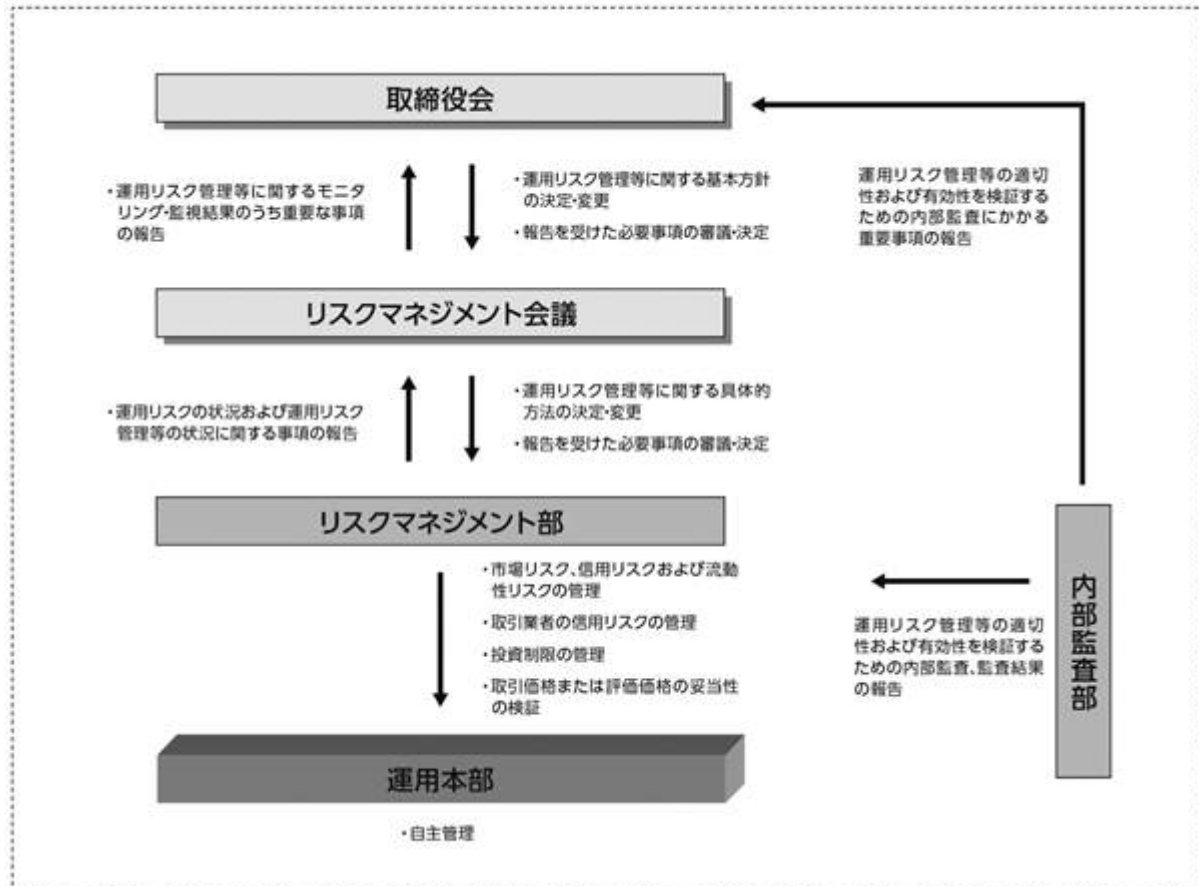 取締役会
・運用リスク管理等に関するモニタ
リング・監視結果のうち重要な事項
の報告
・運用リスク管理等に関する基本方針
の決定・変更
・報告を受けた必要事項の審議・決定
運用リスク管理等の適切
性および有効性を検証する
ための内部監査にかかる
重要事項の報告
リスクマネジメント会議
・運用リスクの状況および運用リスク
管理等の状況に関する事項の報告
・運用リスク管理等に関する具体的
方法の決定・変更
・報告を受けた必要事項の審議・決定
リスクマネジメント部
・市場リスク、信用リスクおよび流動
性リスクの管理
・取引業者の信用リスクの管理
・投資制限の管理
・取引価格または評価価格の妥当性
の検証
運用リスク管理等の適切
性および有効性を検証する
ための内部監査、監査結果
の報告
内部監査部
運用本部
・自主管理